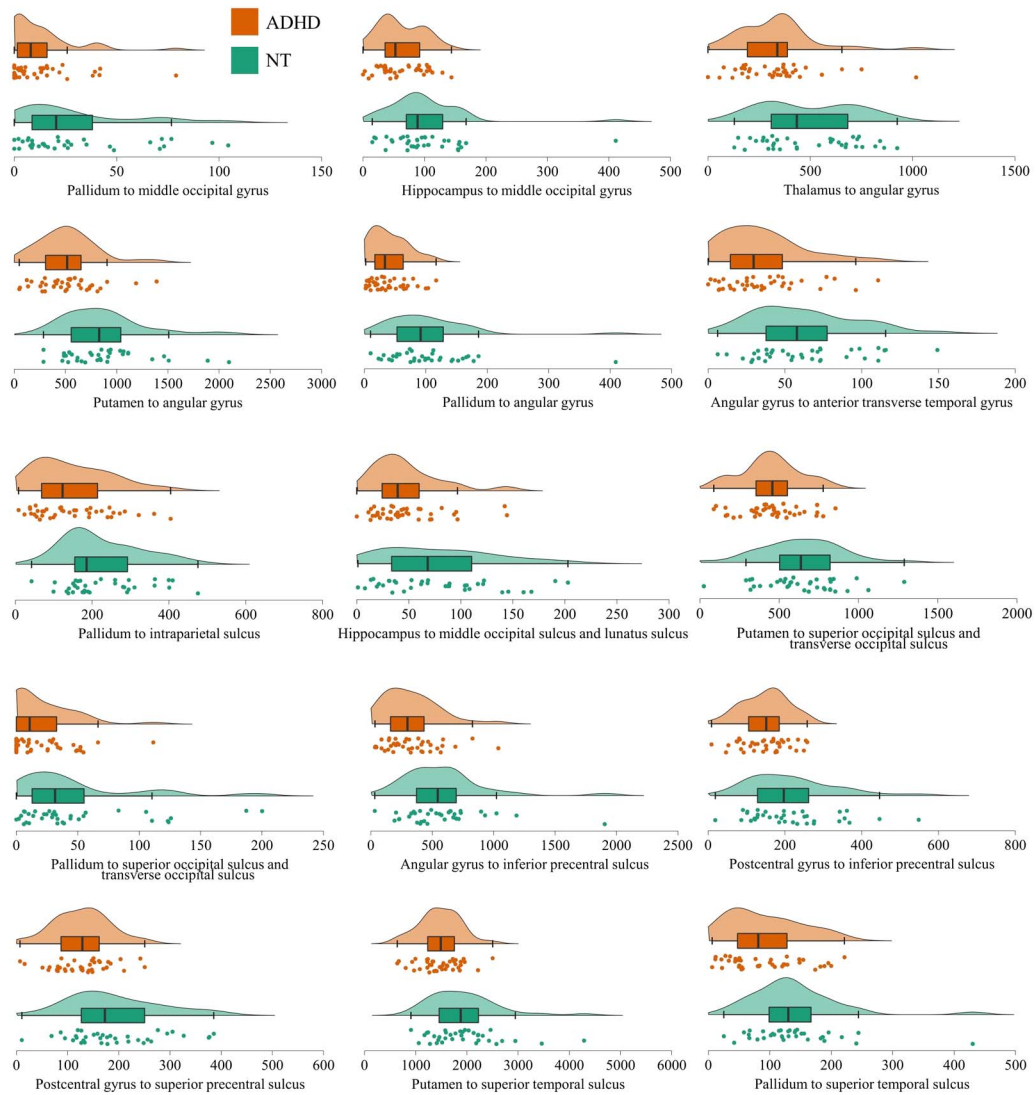 ADHD
NT
0 50 100 150
Pallidum to middle occipital gyrus
0 100 200 300 400 500
Hippocampus to middle occipital gyrus
0 500 1000 1500
Thalamus to angular gyrus
0 500 1000 1500 2000 2500 3000
Putamen to angular gyrus
0 100 200 300 400 500
Pallidum to angular gyrus
0 50 100 150 200
Angular gyrus to anterior transverse temporal gyrus
0 200 400 600 800
Pallidum to intraparietal sulcus
0 50 100 150 200 250 300
Hippocampus to middle occipital sulcus and lunatus sulcus
0 500 1000 1500 2000
Putamen to superior occipital sulcus and
transverse occipital sulcus
0 50 100 150 200 250
Pallidum to superior occipital sulcus and
transverse occipital sulcus
0 500 1000 1500 2000 2500
Angular gyrus to inferior precentral sulcus
0 200 400 600 800
Postcentral gyrus to inferior precentral sulcus
0 100 200 300 400 500 600
Postcentral gyrus to superior precentral sulcus
0 1000 2000 3000 4000 5000 6000
Putamen to superior temporal sulcus
0 100 200 300 400 500
Pallidum to superior temporal sulcus